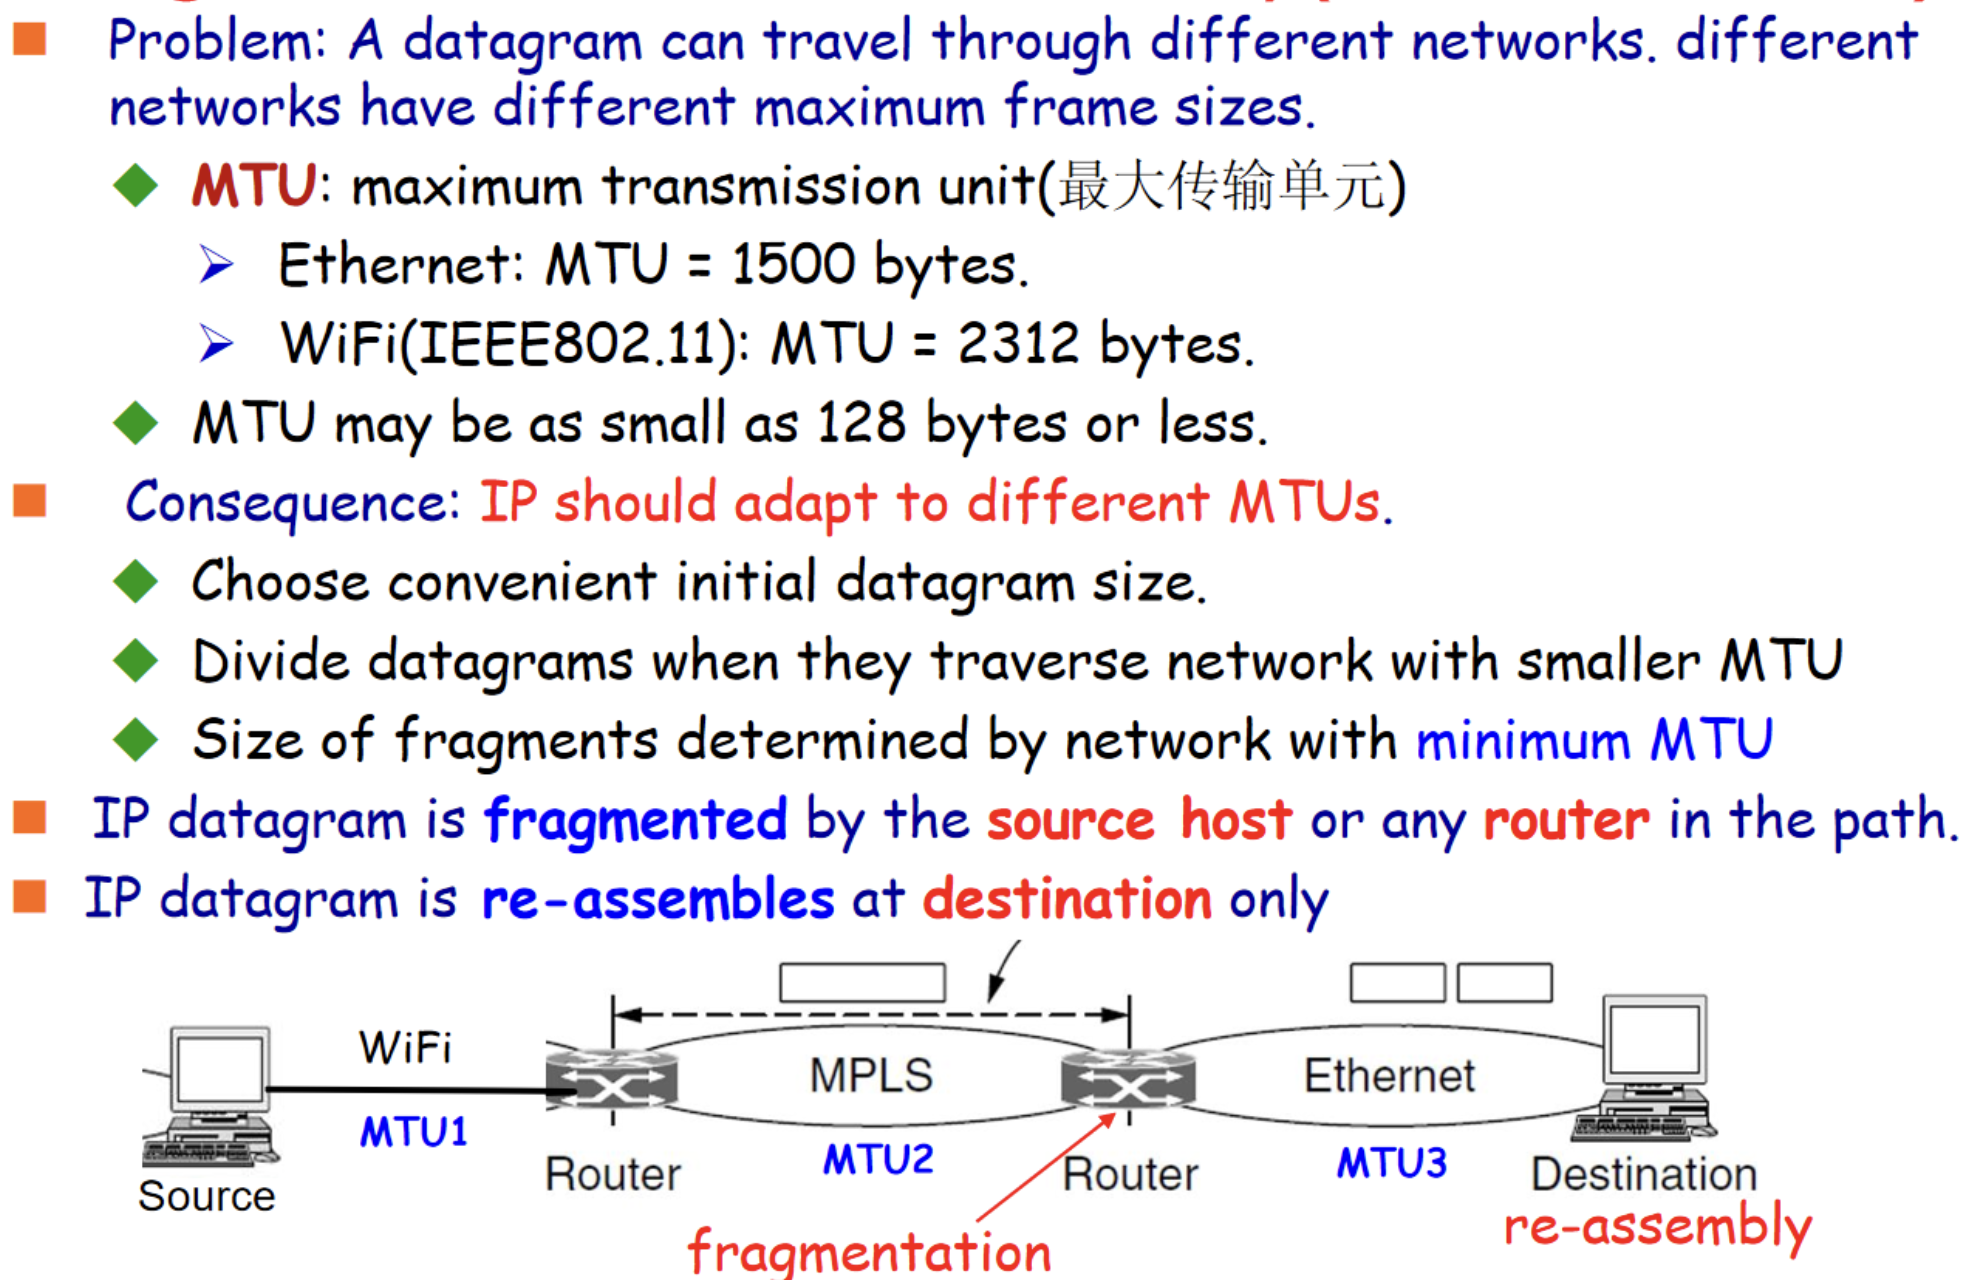 Problem: A datagram can travel through different networks. different
networks have different maximum frame sizes.
MTU: maximum transmission unit(最大传输单元)
Ethernet: MTU = 1500 bytes.
WiFi(IEEE802.11): MTU = 2312 bytes.
MTU may be as small as 128 bytes or less.
Consequence: IP should adapt to different MTUs.
Choose convenient initial datagram size.
Divide datagrams when they traverse network with smaller MTU
Size of fragments determined by network with minimum MTU
IP datagram is fragmented by the source host or any router in the path.
IP datagram is re-assembles at destination only
WiFi
MPLS
Ethernet
MTU1
MTU2
MTU3
Source
Router
Router
Destination
fragmentation
re-assembly